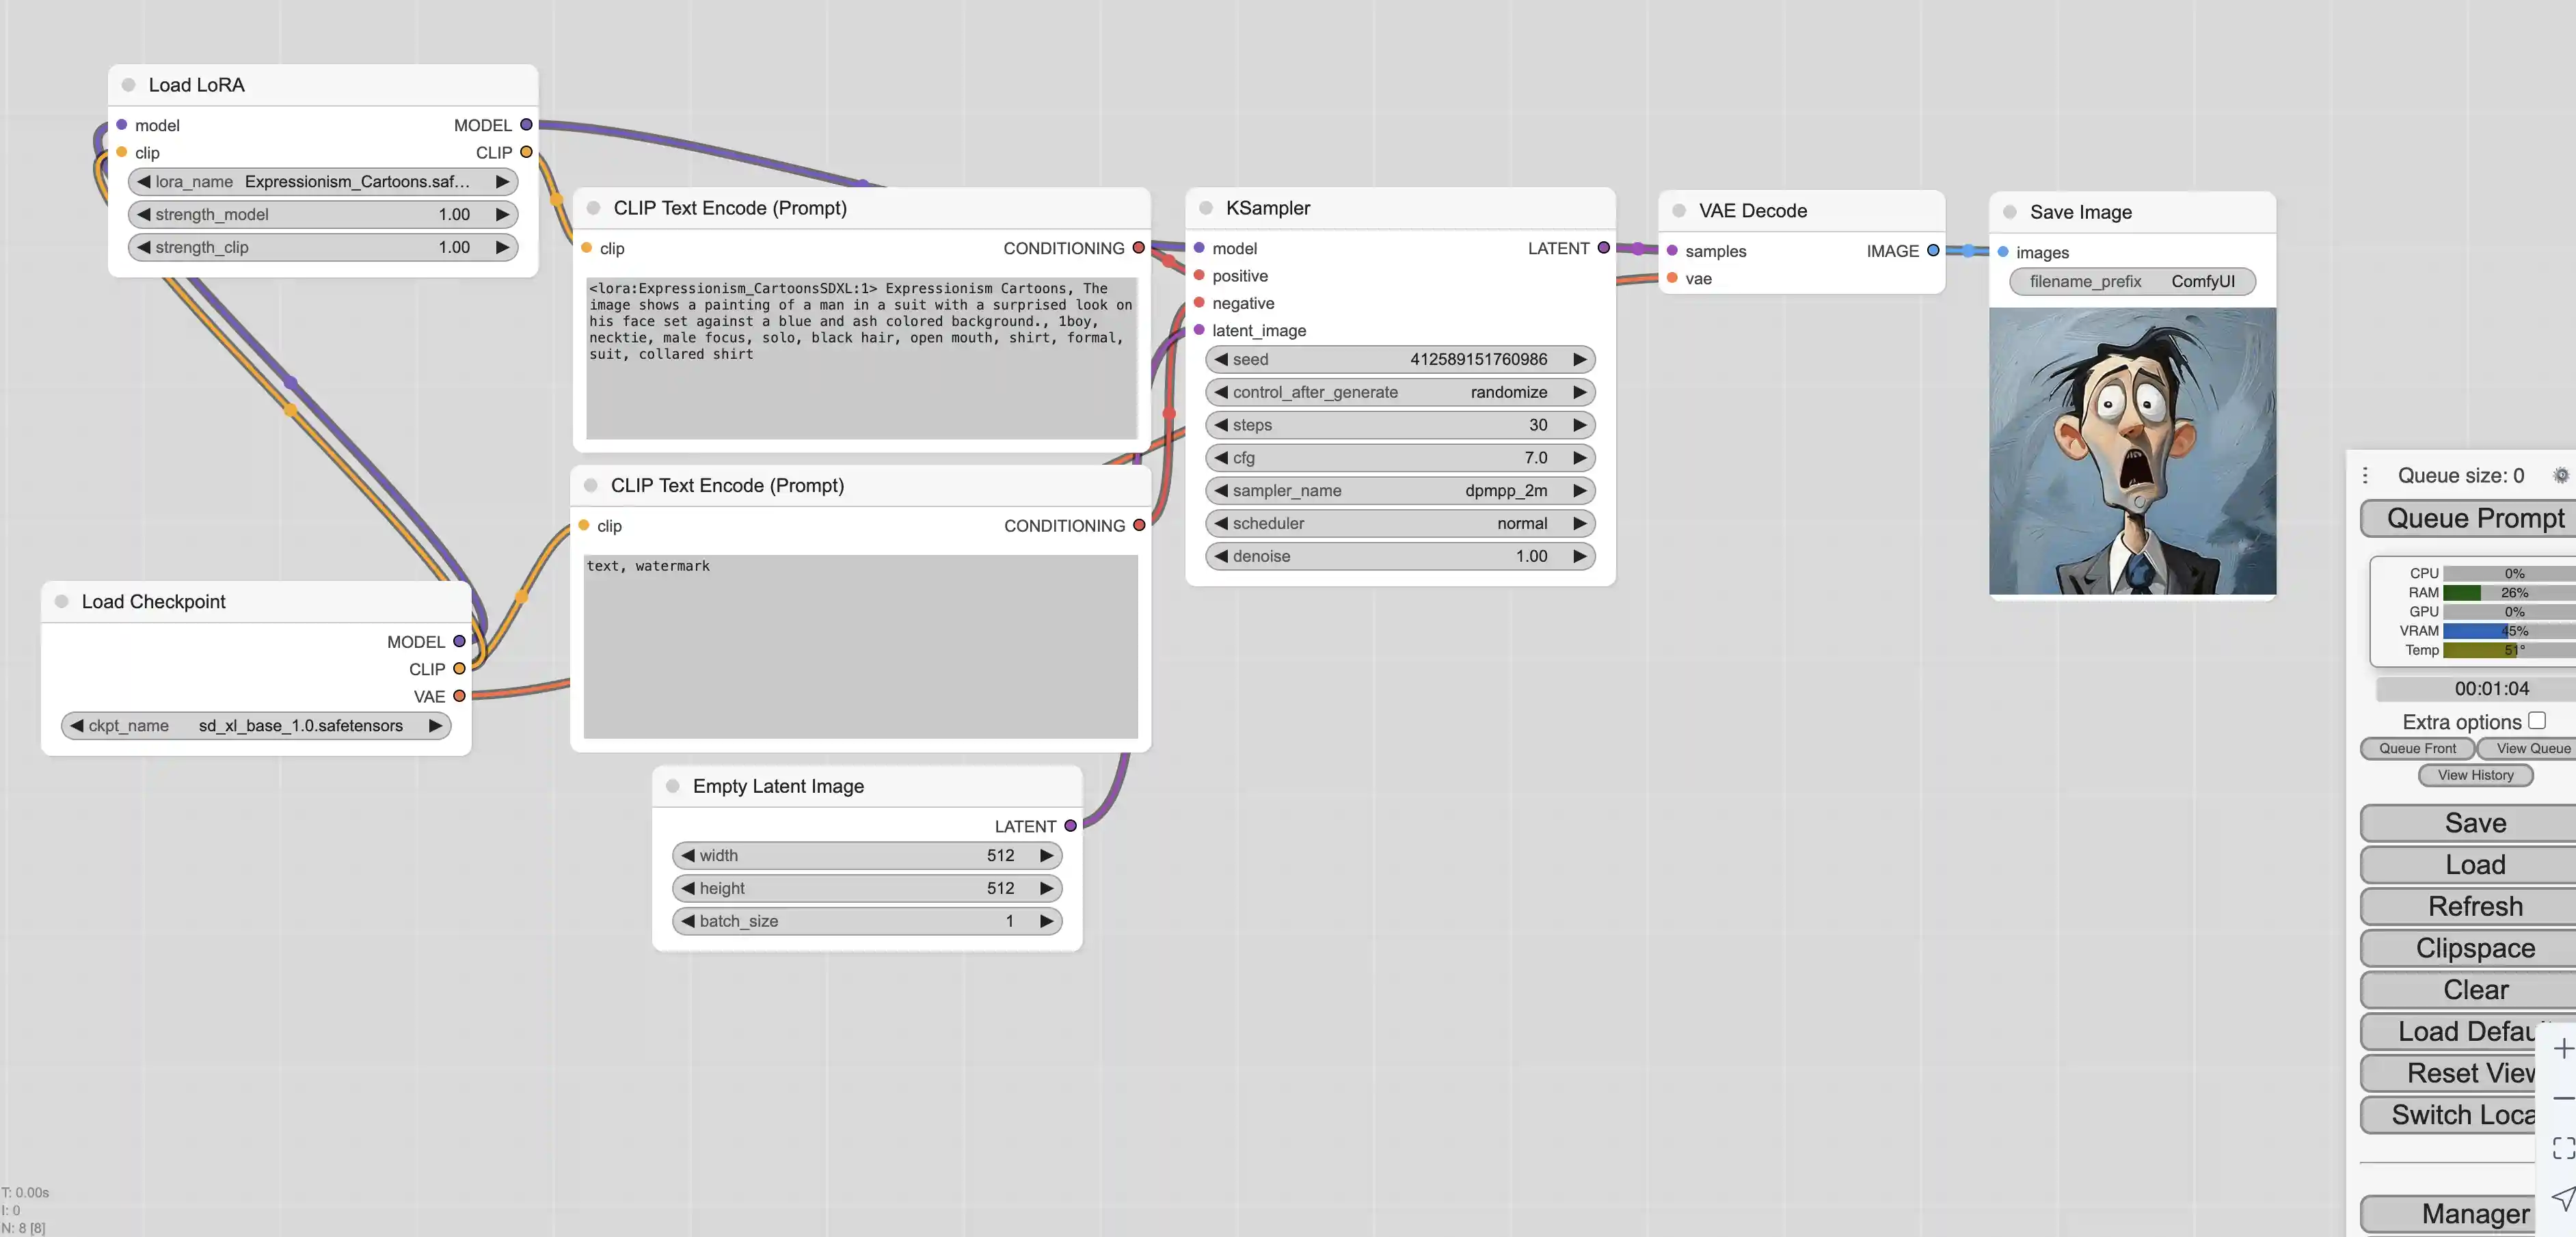 Load LoRA
model MODEL
clip CLIP
lora_name Expressionism_Cartoons.saf...
strength_model 1.00
strength_clip 1.00
CLIP Text Encode (Prompt)
clip CONDITIONING
<lora:Expressionism_CartoonsSDXL:1> Expressionism Cartoons, The
image shows a painting of a man in a suit with a surprised look on
his face set against a blue and ash colored background., 1boy,
necktie, male focus, solo, black hair, open mouth, shirt, formal,
suit, collared shirt
CLIP Text Encode (Prompt)
clip CONDITIONING
text, watermark
Load Checkpoint
MODEL
CLIP
VAE
ckpt_name sd_xl_base_1.0.safetensors
Empty Latent Image
LATENT
width 512
height 512
batch_size 1
KSampler
model LATENT
positive
negative
latent_image
seed 412589151760986
control_after_generate randomize
steps 30
cfg 7.0
sampler_name dpmpp_2m
scheduler normal
denoise 1.00
VAE Decode
samples IMAGE
vae
Save Image
images
filename_prefix ComfyUI
Queue size: 0
Queue Prompt
CPU 0%
RAM 26%
GPU 0%
VRAM 45%
Temp 51°
00:01:04
Extra options
Queue Front View Queue
View History
Save
Load
Refresh
Clipspace
Clear
Load Defau
Reset View
Switch Loca
Manager
T: 0.00s
I: 0
N: 8 [8]